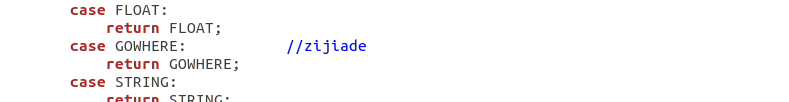 case FLOAT:
return FLOAT;
case GOWHERE: //zijiade
return GOWHERE;
case STRING:
return STRING: